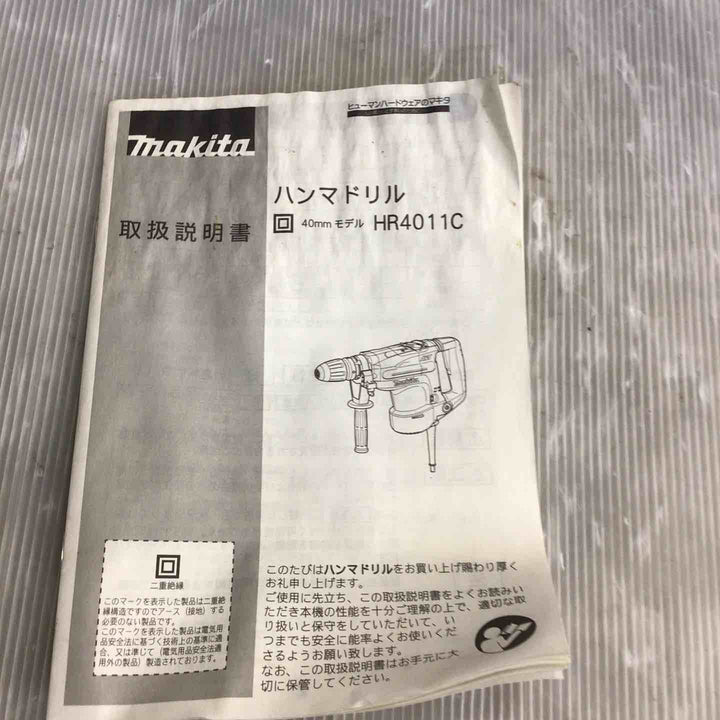 ヒューマンハードウェアのマキタ
makita
取扱説明書
ハンマドリル
40mm モデル HR4011C
makita
二重絶縁
このマークを表示した製品は二重絶
縁構造ですのでアース（接地）する
必要のない製品です。
このマークを表示した製品は電気用
品安全法に基づく技術上の基準に適
合、又は準じて（電気用品安全法適
用外の製品）製造されております。
このたびはハンマドリルをお買い上げ賜わり厚く
お礼申し上げます。
ご使用に先立ち、この取扱説明書をよくお読みい
ただき本機の性能を十分ご理解の上で、適切な取
り扱いと保守をしていただいて、い
つまでも安全に能率よくお使いくだ
さるようお願い致します。
なお、この取扱説明書はお手元に大
切に保管してください。